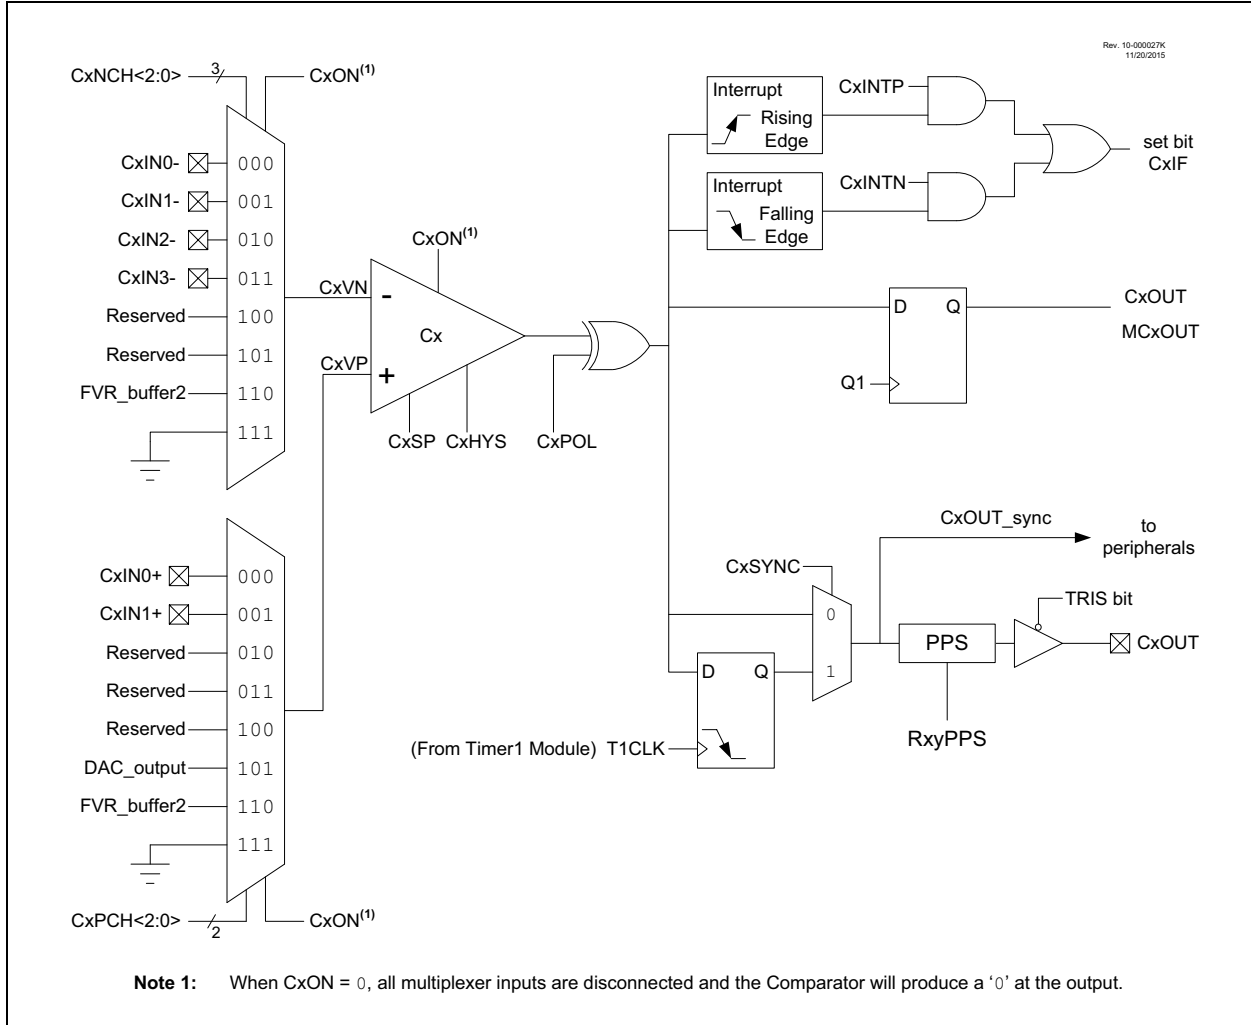 Rev. 10-000027K
11/20/2015
CxNCH<2:0>
3
CxON(1)
CxIN0-
000
CxIN1-
001
CxIN2-
010
CxIN3-
011
Reserved
100
Reserved
101
FVR_buffer2
110
111
CxVN
-
CxON(1)
Cx
CxVP
+
CxSP
CxHYS
CxPOL
Interrupt
Rising
Edge
CxINTP
Interrupt
Falling
Edge
CxINTN
set bit
CxIF
D
Q
Q1
CxOUT
MCxOUT
CxIN0+
000
CxIN1+
001
Reserved
010
Reserved
011
Reserved
100
DAC_output
101
FVR_buffer2
110
111
CxPCH<2:0>
2
CxON(1)
CxOUT_sync
to
peripherals
CxSYNC
0
1
D
Q
(From Timer1 Module) T1CLK
PPS
RxyPPS
TRIS bit
CxOUT
Note 1: When CxON = 0, all multiplexer inputs are disconnected and the Comparator will produce a ‘0’ at the output.